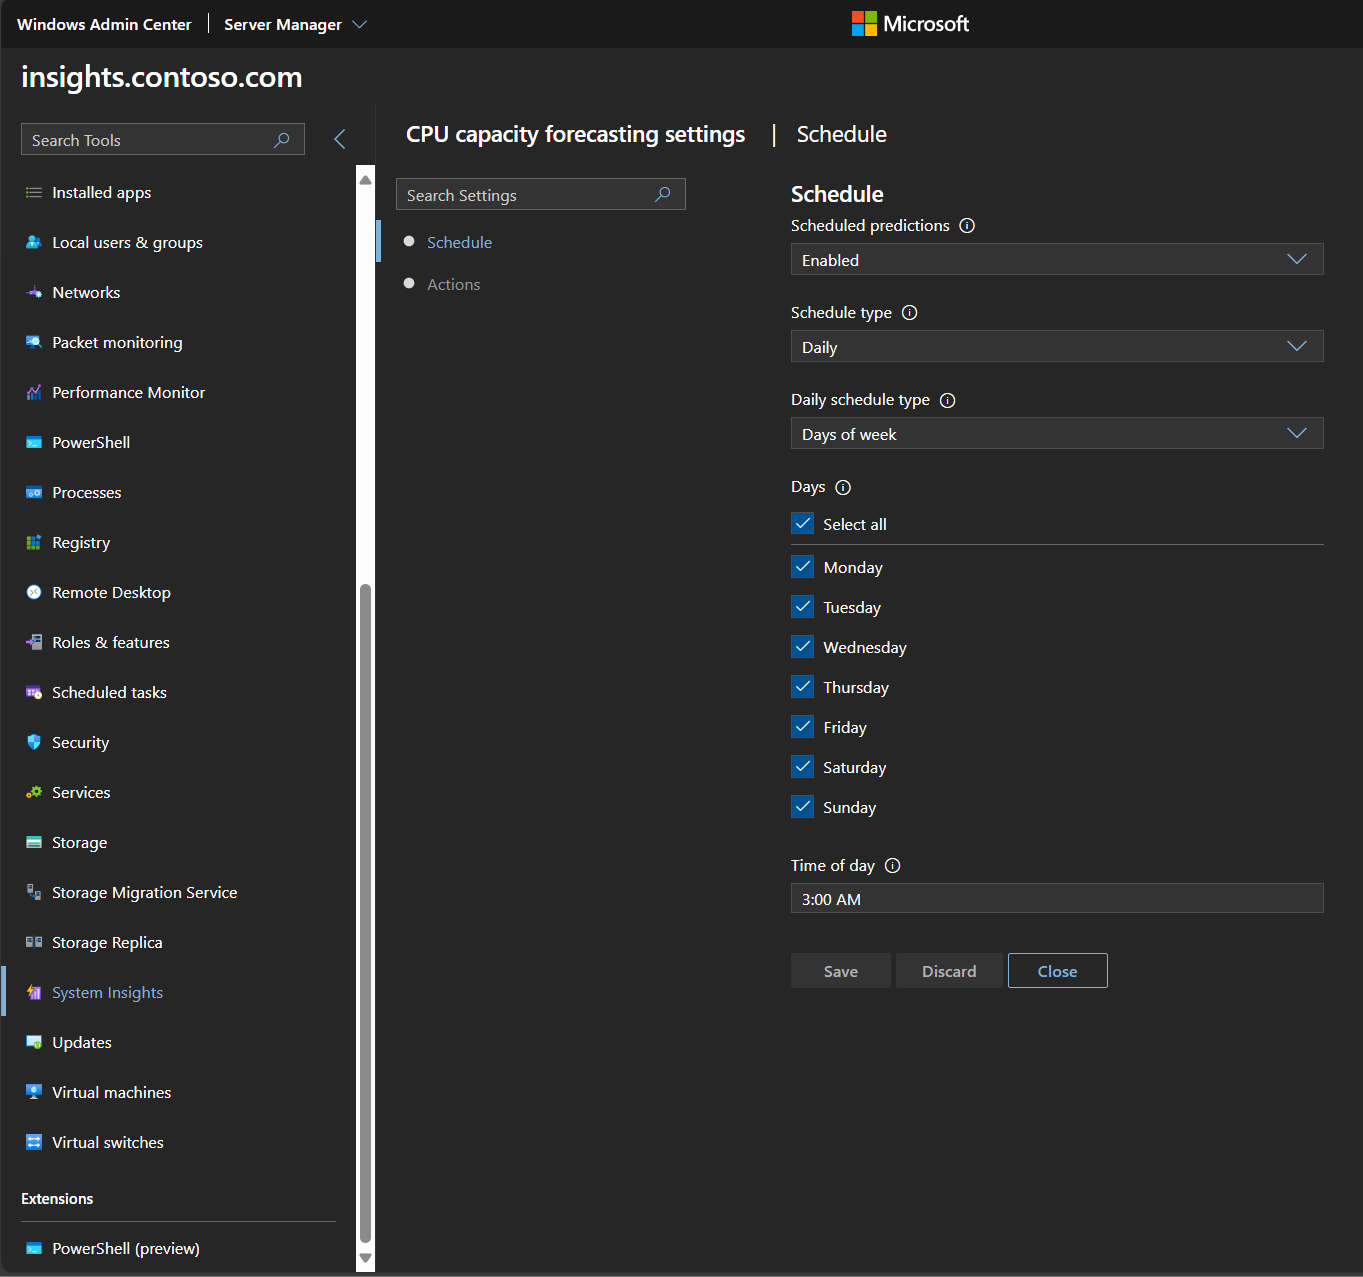 Windows Admin Center | Server Manager
Microsoft
insights.contoso.com
Search Tools
Installed apps
Local users & groups
Networks
Packet monitoring
Performance Monitor
PowerShell
Processes
Registry
Remote Desktop
Roles & features
Scheduled tasks
Security
Services
Storage
Storage Migration Service
Storage Replica
System Insights
Updates
Virtual machines
Virtual switches
Extensions
PowerShell (preview)
CPU capacity forecasting settings | Schedule
Search Settings
Schedule
Actions
Schedule
Scheduled predictions
Enabled
Schedule type
Daily
Daily schedule type
Days of week
Days
Select all
Monday
Tuesday
Wednesday
Thursday
Friday
Saturday
Sunday
Time of day
3:00 AM
Save Discard Close